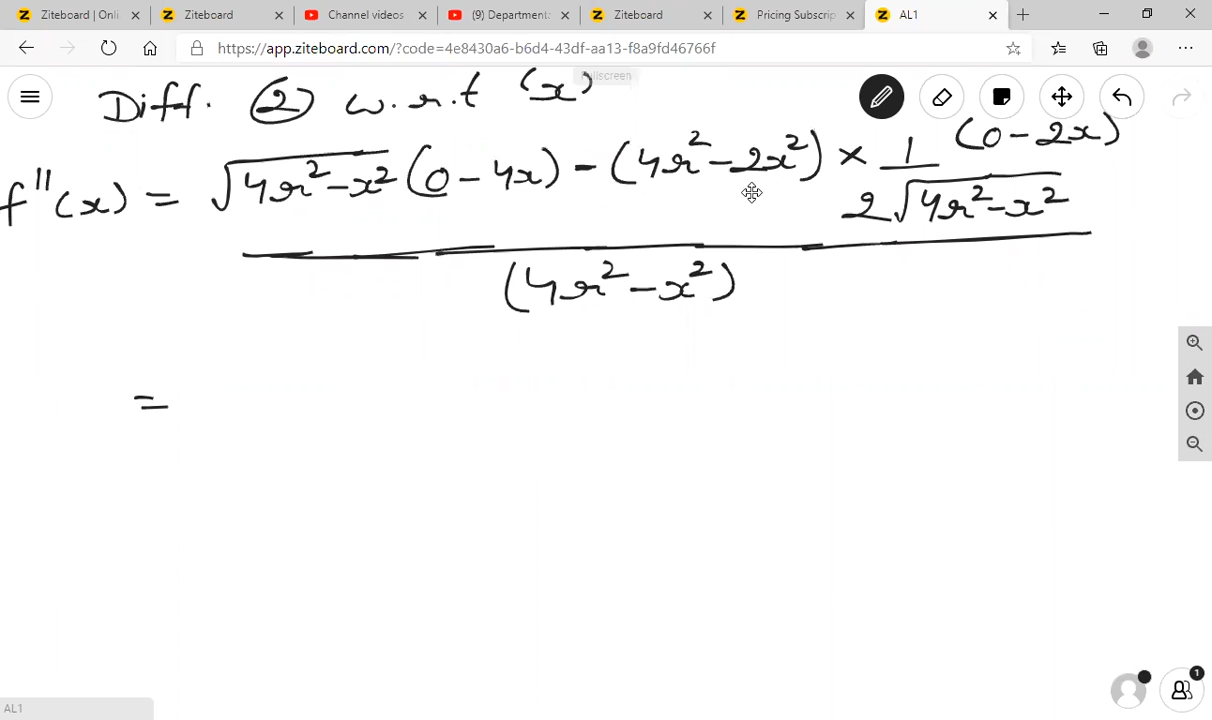 Ziteboard | Onli
Ziteboard
Channel videos
(9) Departmenta
Ziteboard
Pricing Subscrip
AL1
https://app.ziteboard.com/?code=4e8430a6-b6d4-43df-aa13-f8a9fd46766f
Fullscreen
Diff. ② w.r.t (x)
f''(x) = √(4r²-x²) (0-4x) - (4r²-2x²) × 1/(2√(4r²-x²)) (0-2x)
(4r²-x²)
=
1
AL1